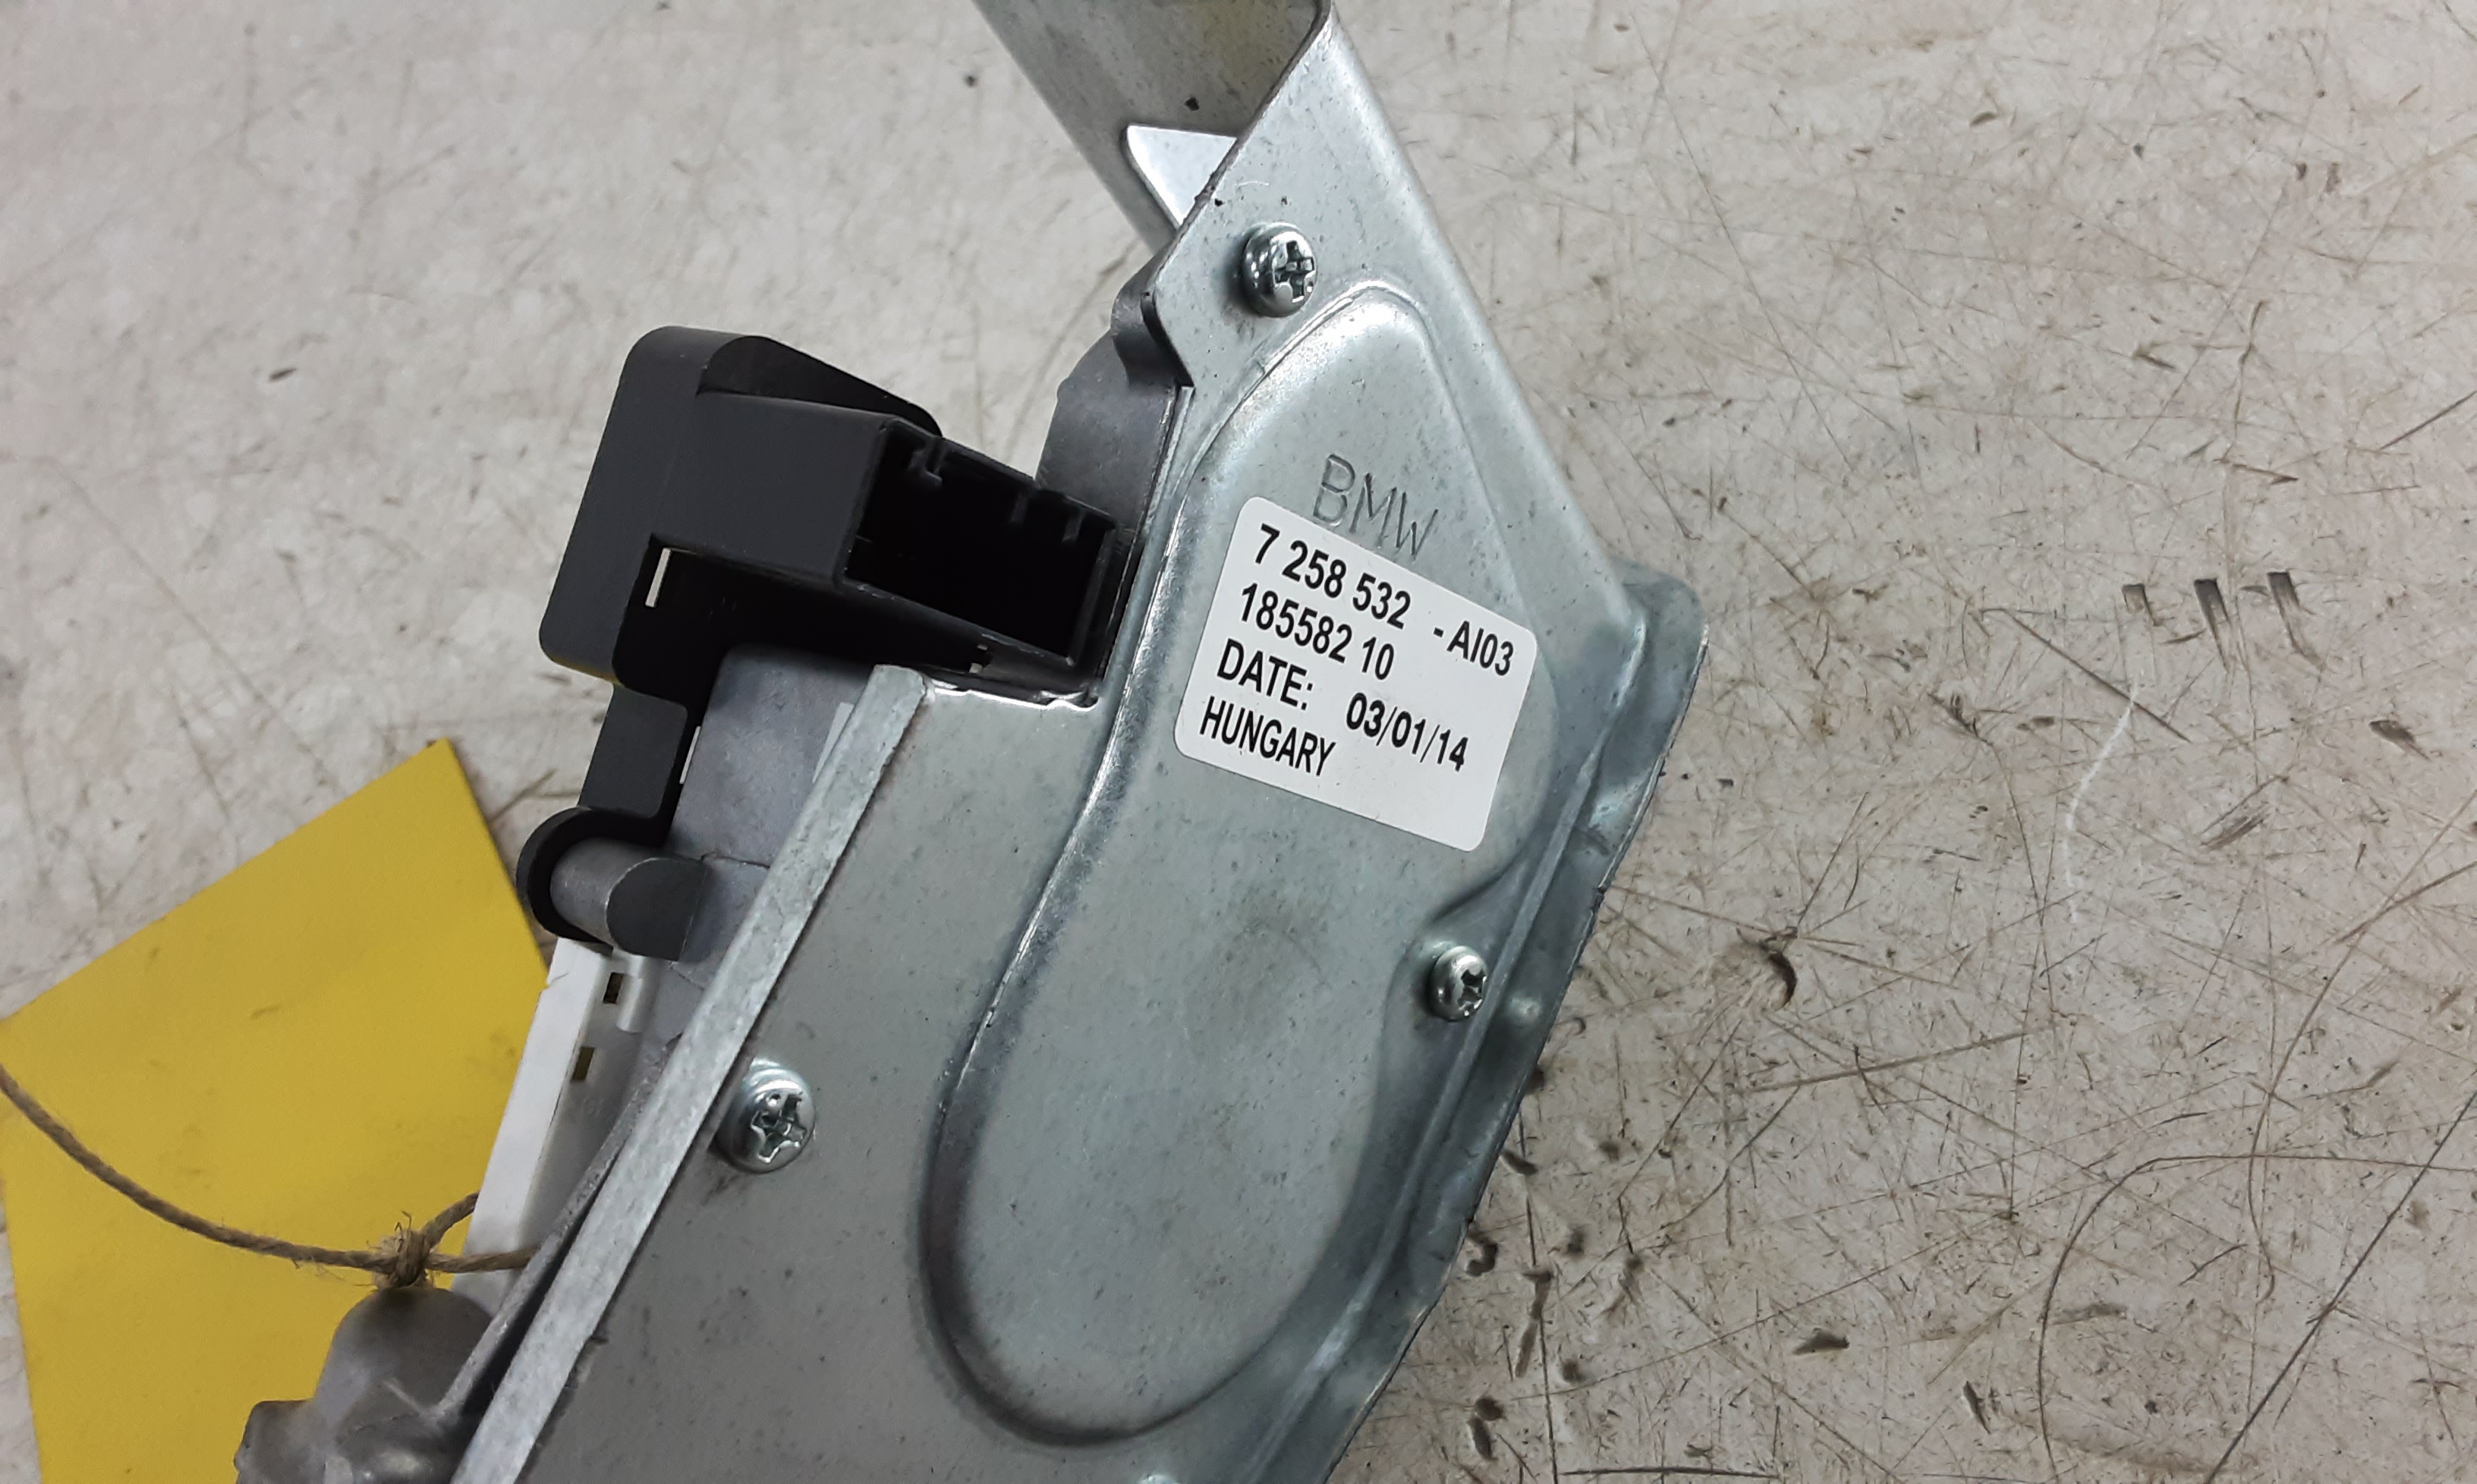 BMW
7 258 532 - AI03
185582 10
DATE: 03/01/14
HUNGARY